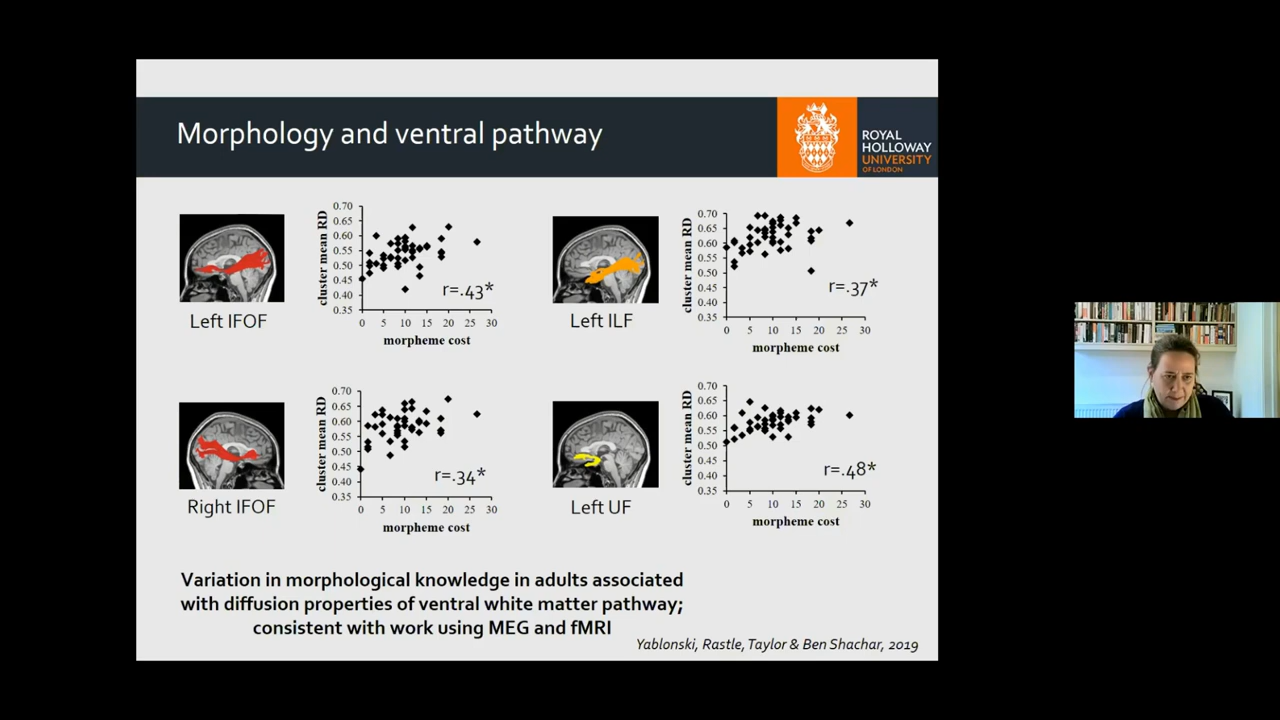 Morphology and ventral pathway
ROYAL
HOLLOWAY
UNIVERSITY
OF LONDON
Left IFOF
cluster mean RD
0.70
0.65
0.60
0.55
0.50
0.45
0.40
0.35
0 5 10 15 20 25 30
morpheme cost
r=.43*
Left ILF
cluster mean RD
0.70
0.65
0.60
0.55
0.50
0.45
0.40
0.35
0 5 10 15 20 25 30
morpheme cost
r=.37*
Right IFOF
cluster mean RD
0.70
0.65
0.60
0.55
0.50
0.45
0.40
0.35
0 5 10 15 20 25 30
morpheme cost
r=.34*
Left UF
cluster mean RD
0.70
0.65
0.60
0.55
0.50
0.45
0.40
0.35
0 5 10 15 20 25 30
morpheme cost
r=.48*
Variation in morphological knowledge in adults associated
with diffusion properties of ventral white matter pathway;
consistent with work using MEG and fMRI
Yablonski, Rastle, Taylor & Ben Shachar, 2019